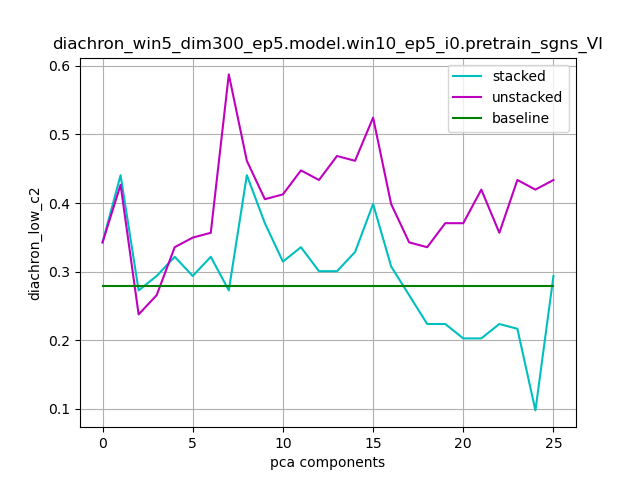 diachron_win5_dim300_ep5.model.win10_ep5_i0.pretrain_sgns_VI
stacked
unstacked
baseline
0.6
0.5
0.4
0.3
0.2
0.1
diachron_low_c2
0
5
10
15
20
25
pca components